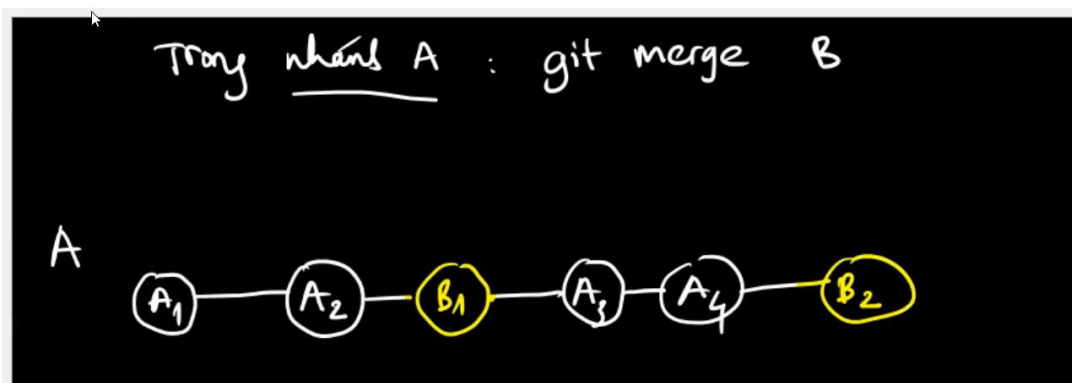 Trong nhánh A : git merge B
A
A1 A2 B1 A3 A4 B2